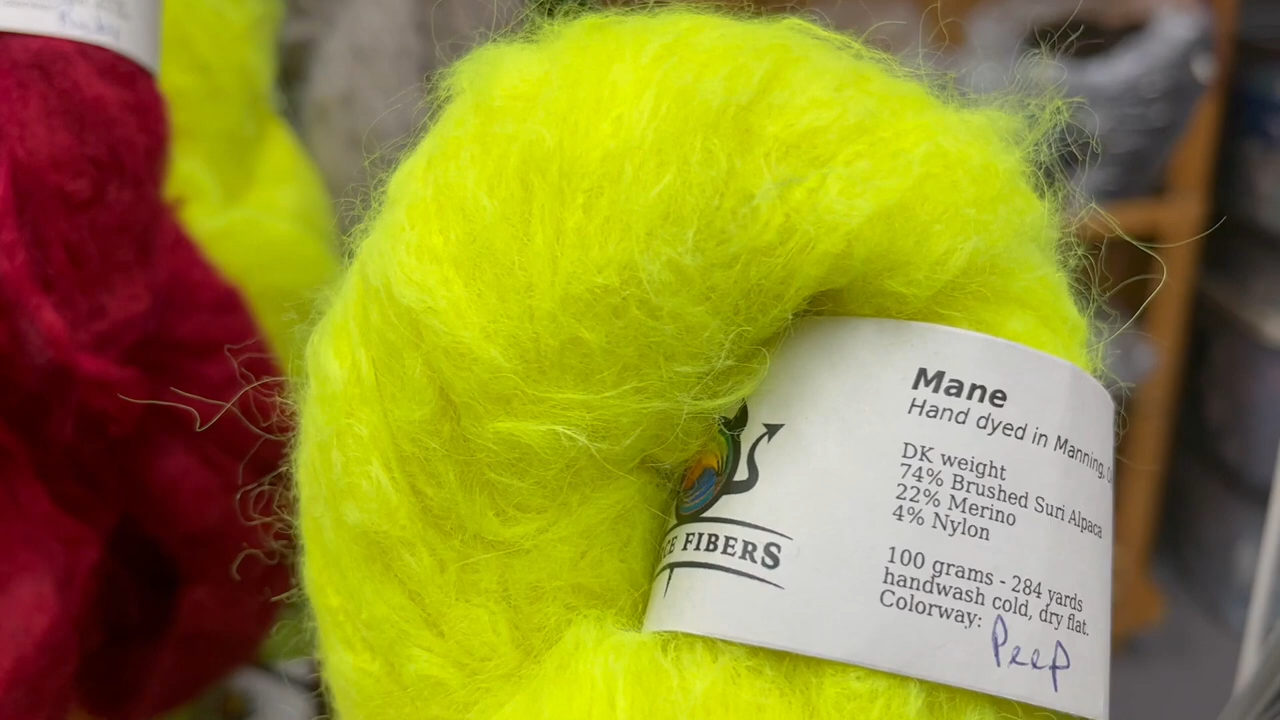 Mane
Hand dyed in Manning,
DK weight
74% Brushed Suri Alpaca
22% Merino
4% Nylon
100 grams - 284 yards
handwash cold, dry flat.
Colorway: Peep
FIBERS